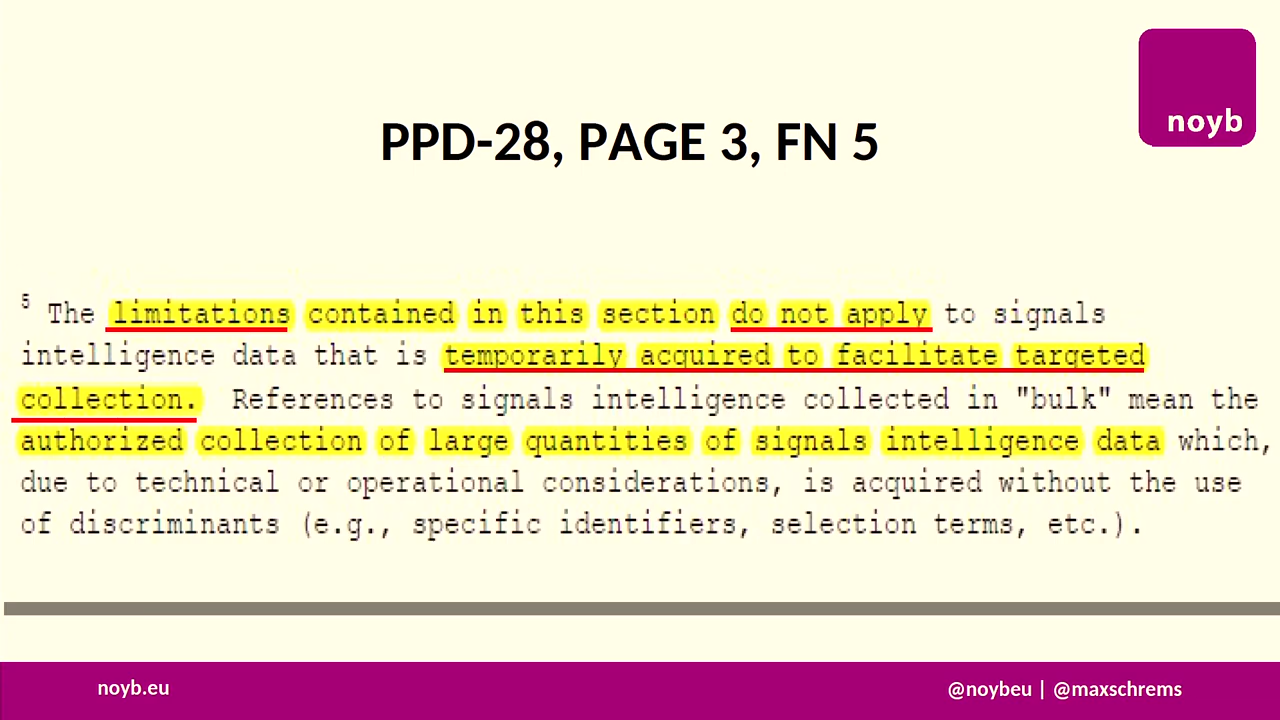 noyb
PPD-28, PAGE 3, FN 5
5 The limitations contained in this section do not apply to signals
intelligence data that is temporarily acquired to facilitate targeted
collection. References to signals intelligence collected in "bulk" mean the
authorized collection of large quantities of signals intelligence data which,
due to technical or operational considerations, is acquired without the use
of discriminants (e.g., specific identifiers, selection terms, etc.).
noyb.eu
@noybeu | @maxschrems